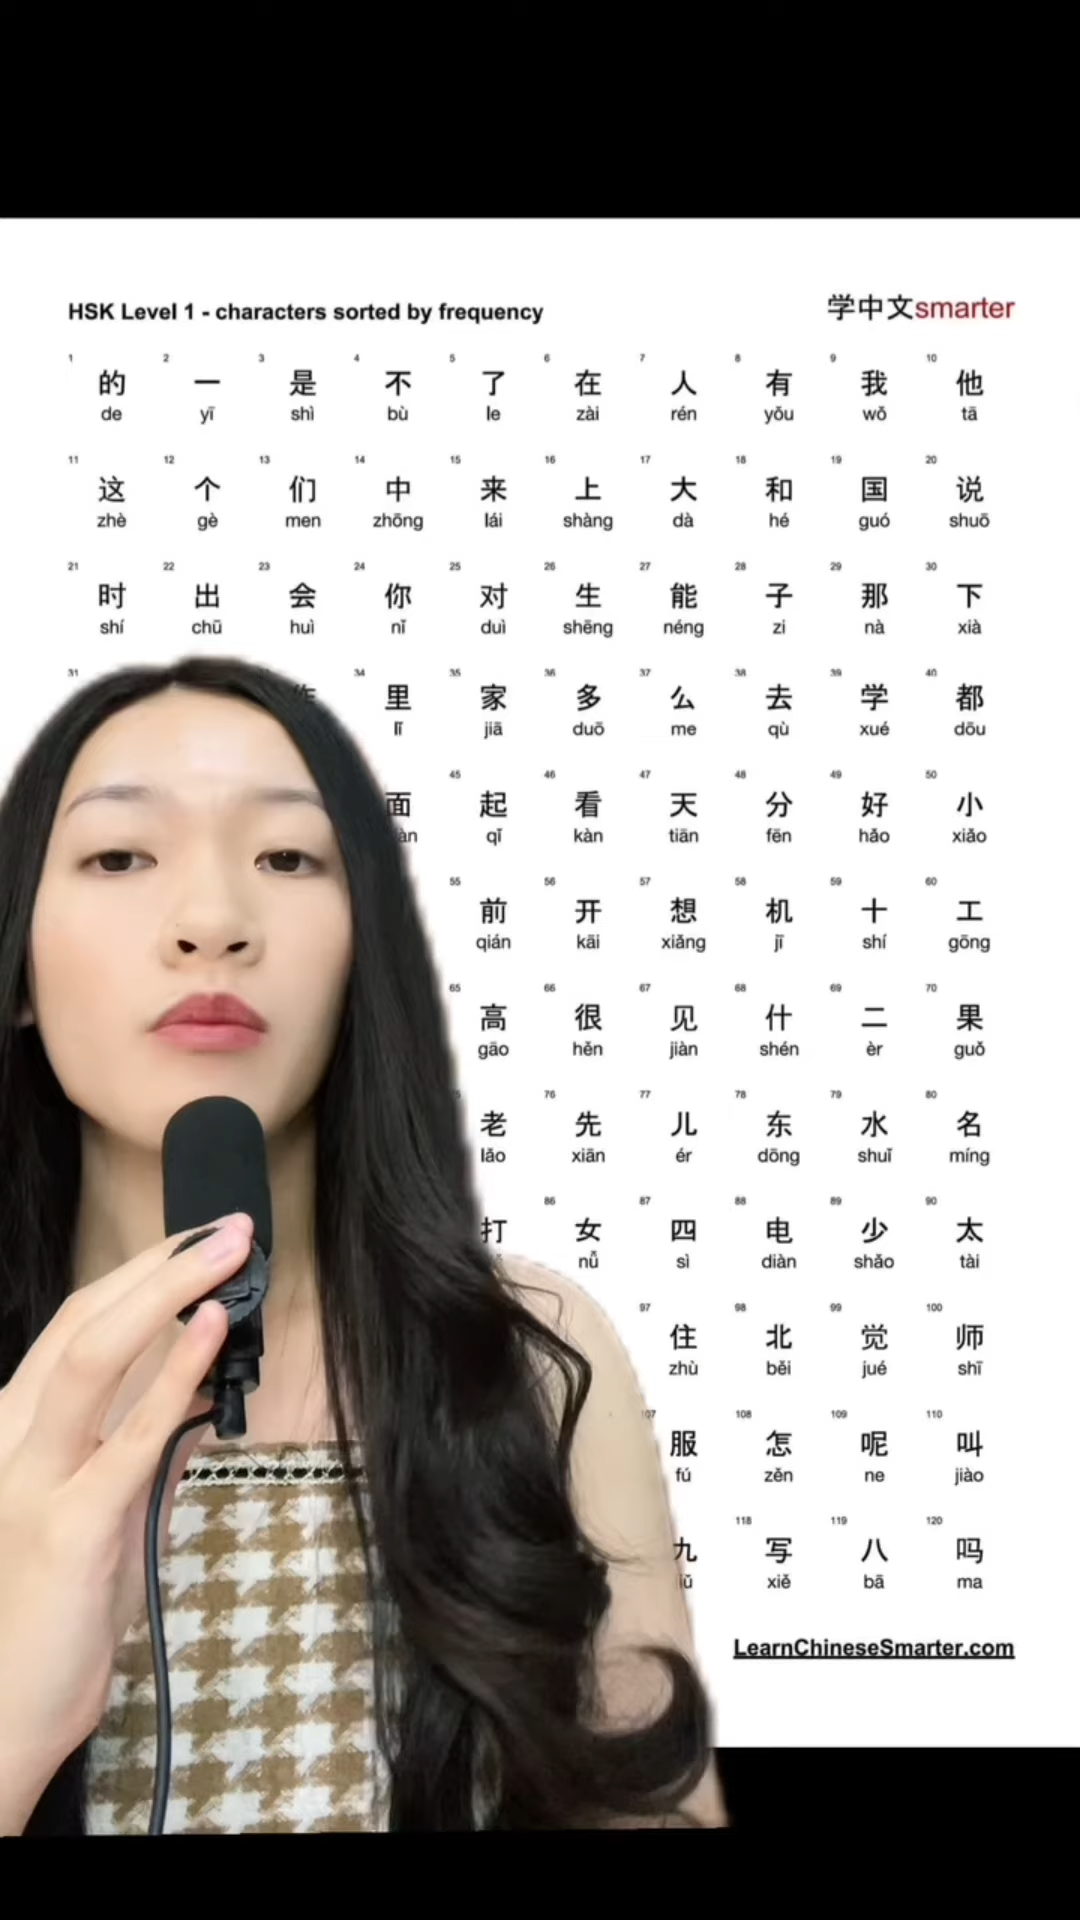 HSK Level 1 - characters sorted by frequency
学中文smarter
1 2 3 4 5 6 7 8 9 10
的 一 是 不 了 在 人 有 我 他
de yī shì bù le zài rén yǒu wǒ tā
11 12 13 14 15 16 17 18 19 20
这 个 们 中 来 上 大 和 国 说
zhè gè men zhōng lái shàng dà hé guó shuō
21 22 23 24 25 26 27 28 29 30
时 出 会 你 对 生 能 子 那 下
shí chū huì nǐ duì shēng néng zi nà xià
31 34 35 36 37 38 39 40
里 家 多 么 去 学 都
lǐ jiā duō me qù xué dōu
45 46 47 48 49 50
面 起 看 天 分 好 小
qǐ kàn tiān fēn hǎo xiǎo
55 56 57 58 59 60
前 开 想 机 十 工
qián kāi xiǎng jī shí gōng
65 66 67 68 69 70
高 很 见 什 二 果
gāo hěn jiàn shén èr guǒ
76 77 78 79 80
老 先 儿 东 水 名
lǎo xiān ér dōng shuǐ míng
86 87 88 89 90
打 女 四 电 少 太
nǚ sì diàn shǎo tài
97 98 99 100
住 北 觉 师
zhù běi jué shī
107 108 109 110
服 怎 呢 叫
fú zěn ne jiào
118 119 120
九 写 八 吗
xiě bā ma
LearnChineseSmarter.com